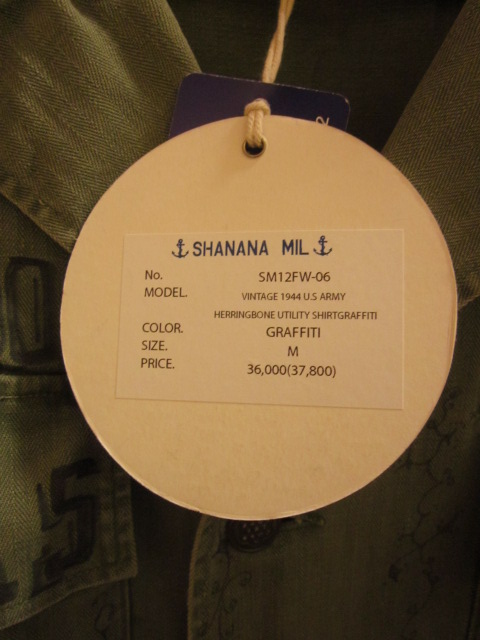 2
SHANANA MIL
No. SM12FW-06
MODEL. VINTAGE 1944 U.S ARMY
HERRINGBONE UTILITY SHIRTGRAFFITI
COLOR. GRAFFITI
SIZE. M
PRICE. 36,000(37,800)